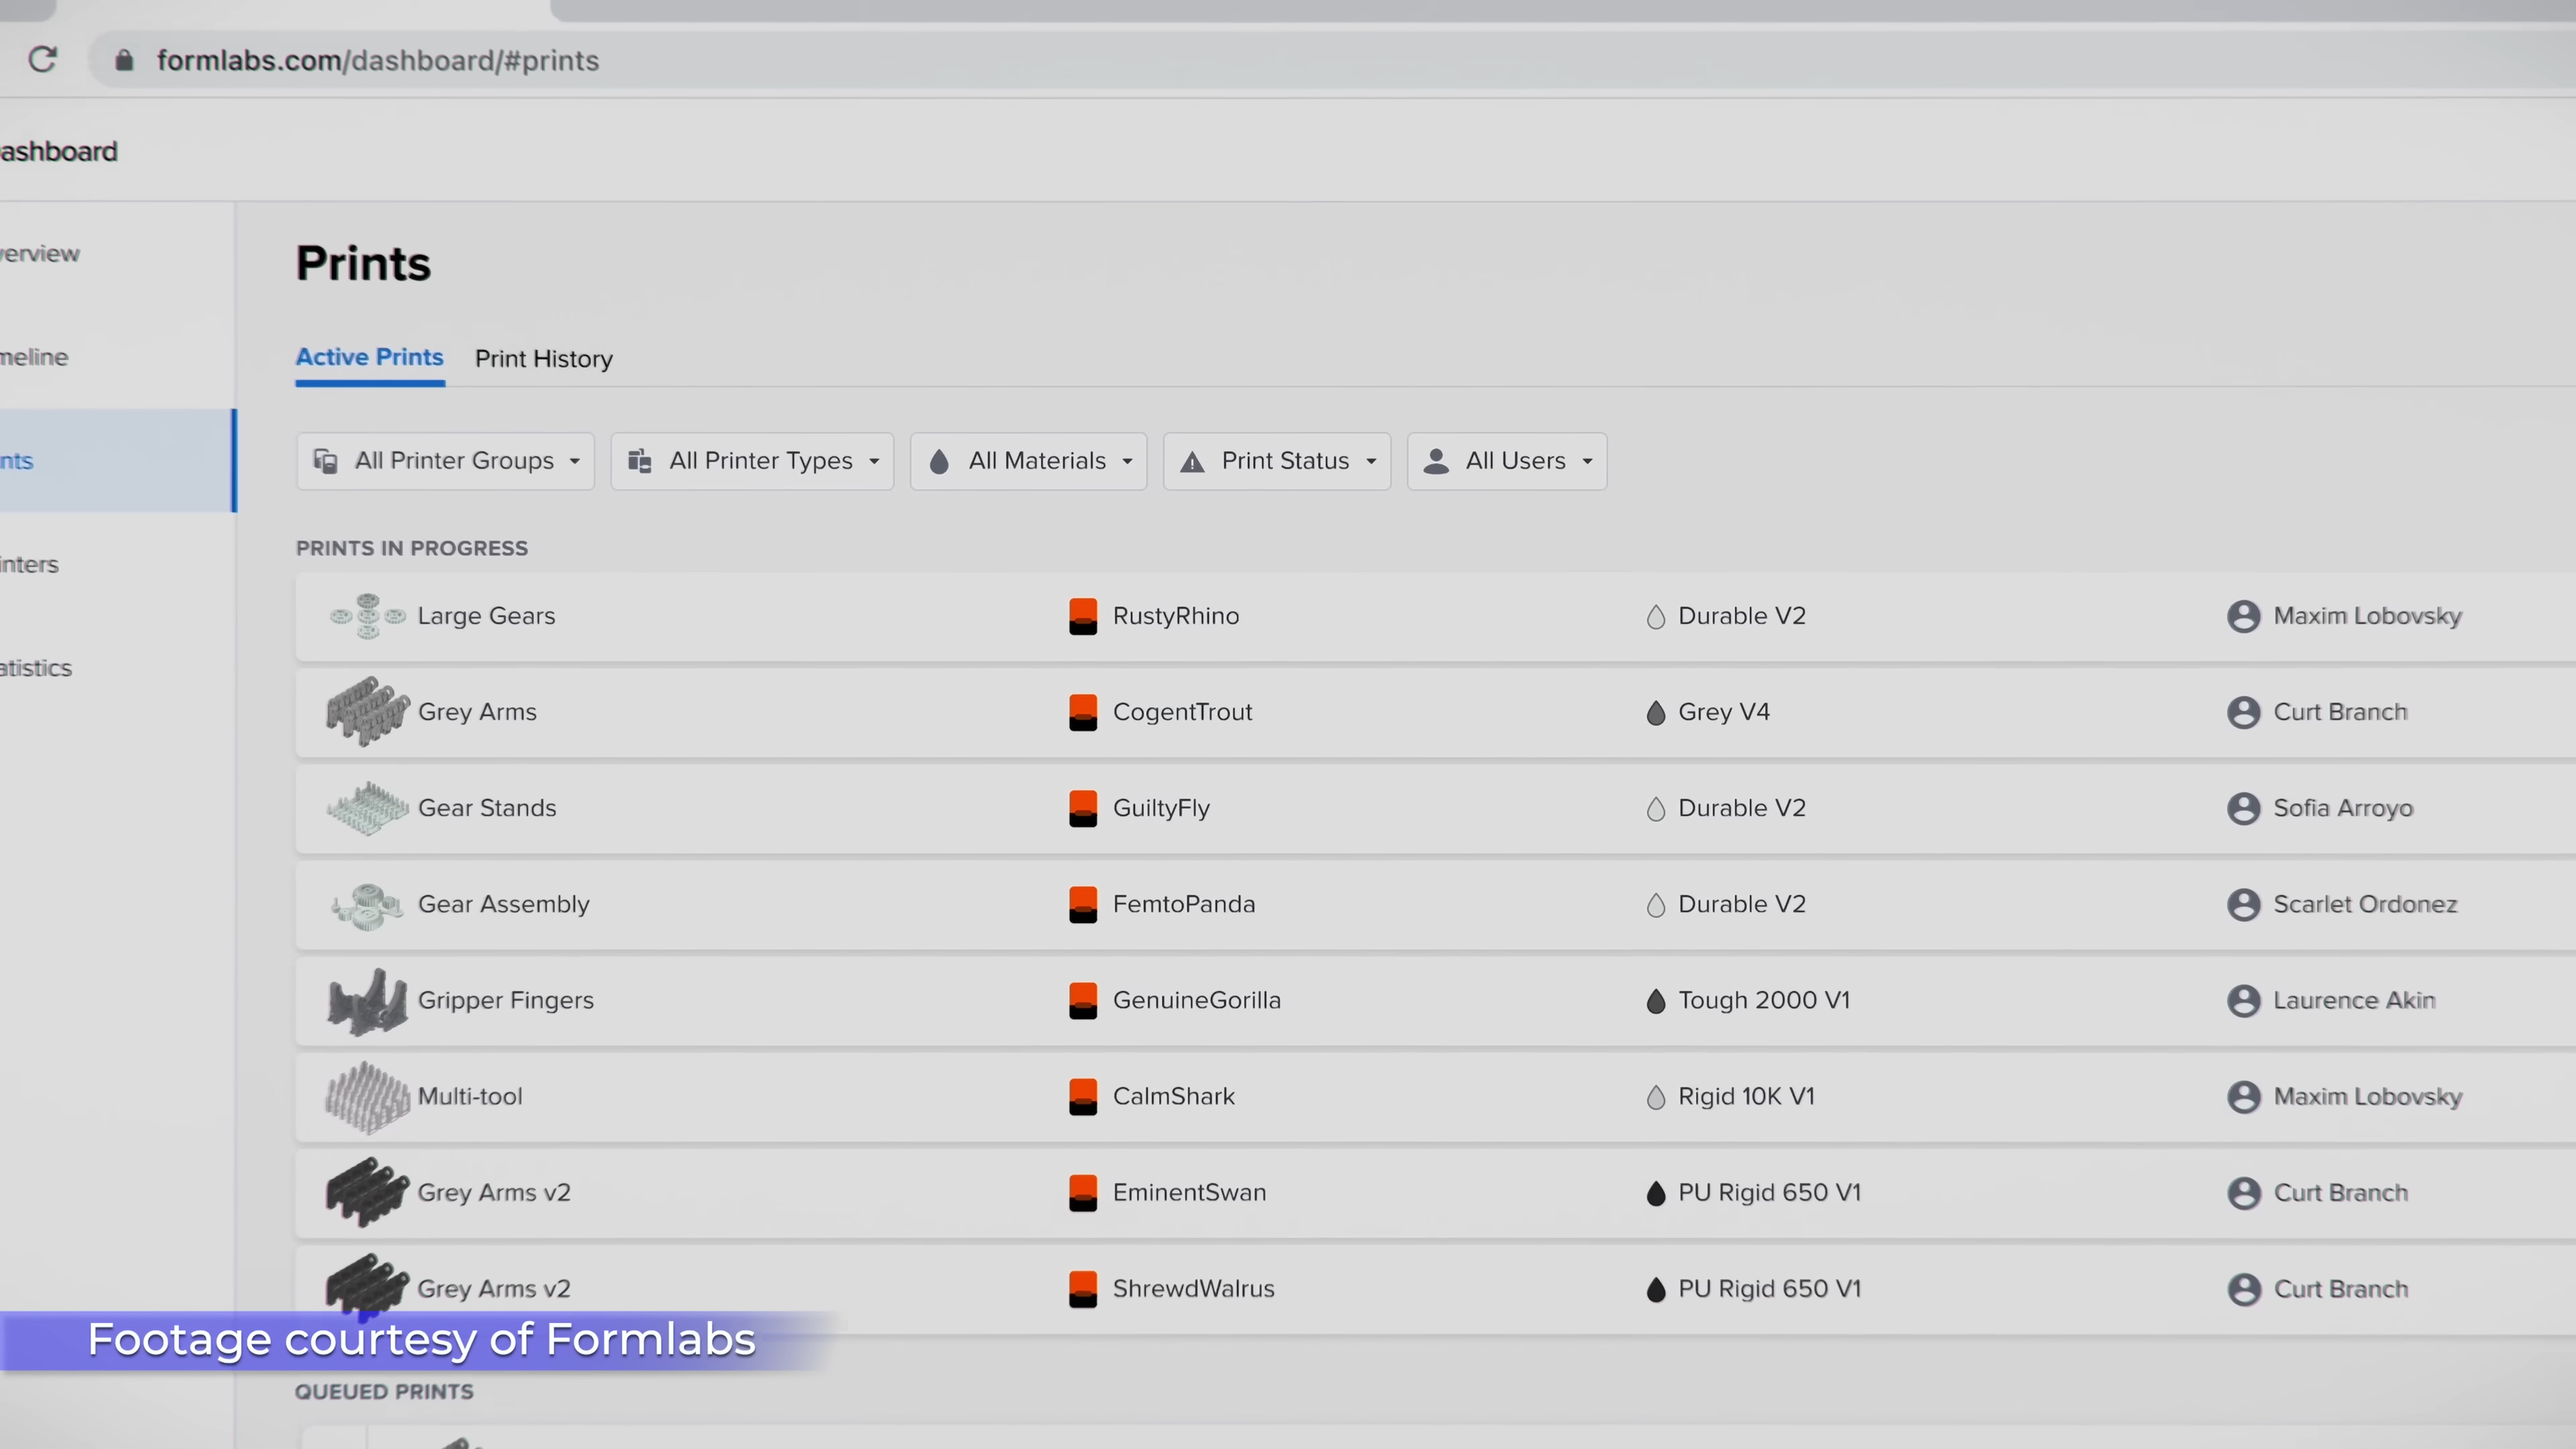 formlabs.com/dashboard/#prints
ashboard
verview
meline
nts
inters
atistics
Prints
Active Prints Print History
All Printer Groups All Printer Types All Materials Print Status All Users
PRINTS IN PROGRESS
Large Gears RustyRhino Durable V2 Maxim Lobovsky
Grey Arms CogentTrout Grey V4 Curt Branch
Gear Stands GuiltyFly Durable V2 Sofia Arroyo
Gear Assembly FemtoPanda Durable V2 Scarlet Ordonez
Gripper Fingers GenuineGorilla Tough 2000 V1 Laurence Akin
Multi-tool CalmShark Rigid 10K V1 Maxim Lobovsky
Grey Arms v2 EminentSwan PU Rigid 650 V1 Curt Branch
Grey Arms v2 ShrewdWalrus PU Rigid 650 V1 Curt Branch
Footage courtesy of Formlabs
QUEUED PRINTS